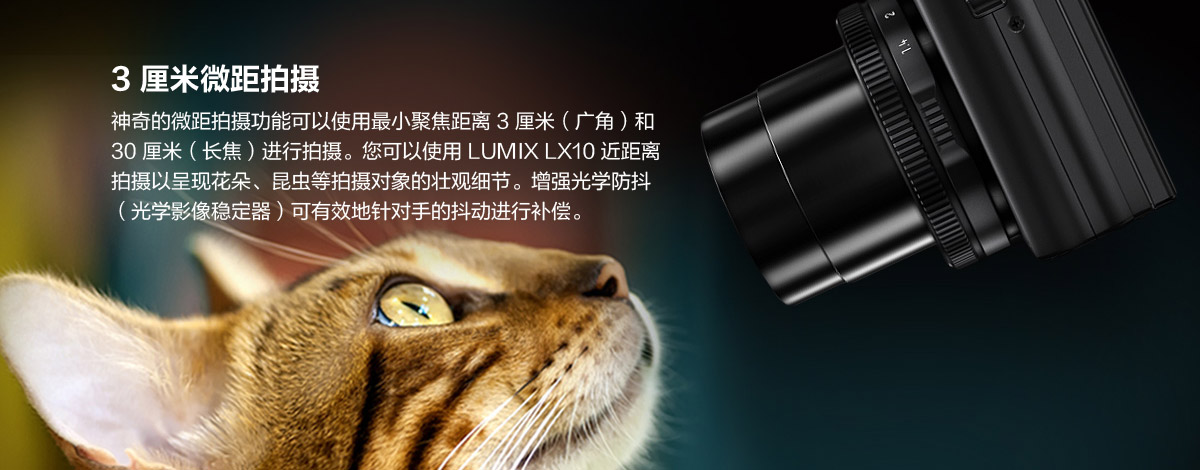 3 厘米微距拍摄
神奇的微距拍摄功能可以使用最小聚焦距离 3 厘米（广角）和
30 厘米（长焦）进行拍摄。您可以使用 LUMIX LX10 近距离
拍摄以呈现花朵、昆虫等拍摄对象的壮观细节。增强光学防抖
（光学影像稳定器）可有效地针对手的抖动进行补偿。
2
1.4